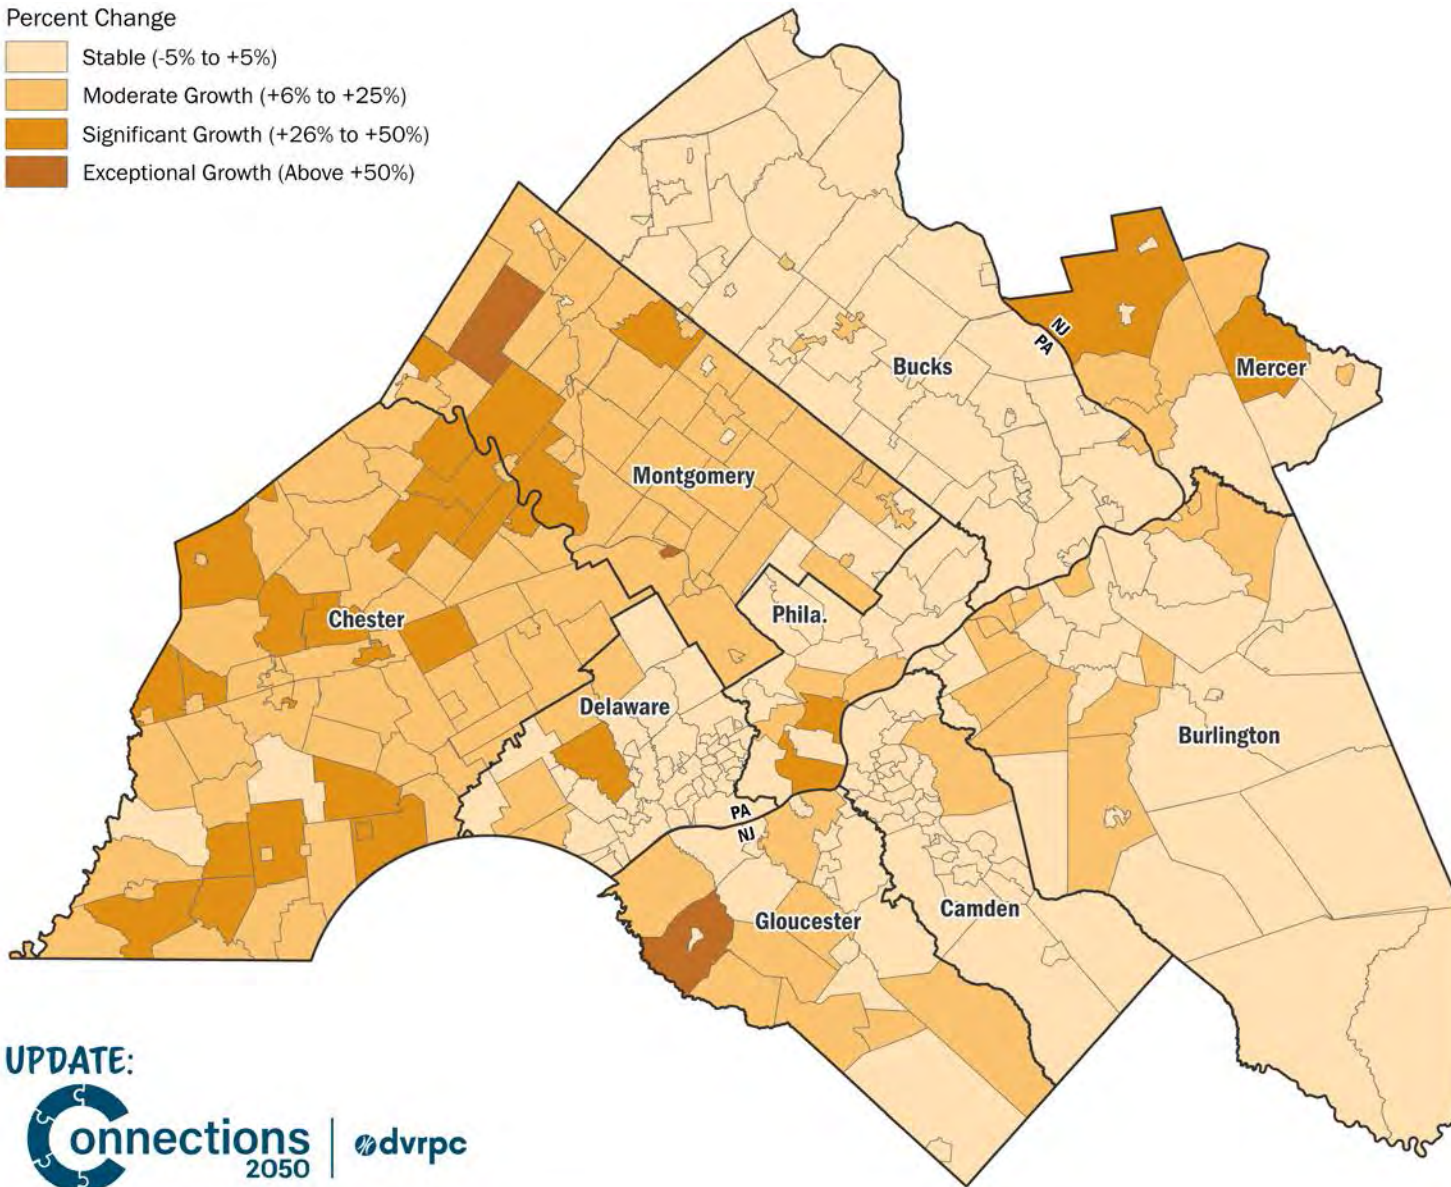 Percent Change
Stable (-5% to +5%)
Moderate Growth (+6% to +25%)
Significant Growth (+26% to +50%)
Exceptional Growth (Above +50%)
NJ
PA
Bucks
Mercer
Montgomery
Chester
Phila.
Delaware
Burlington
PA
NJ
Gloucester
Camden
UPDATE:
Connections
2050
dvrpc